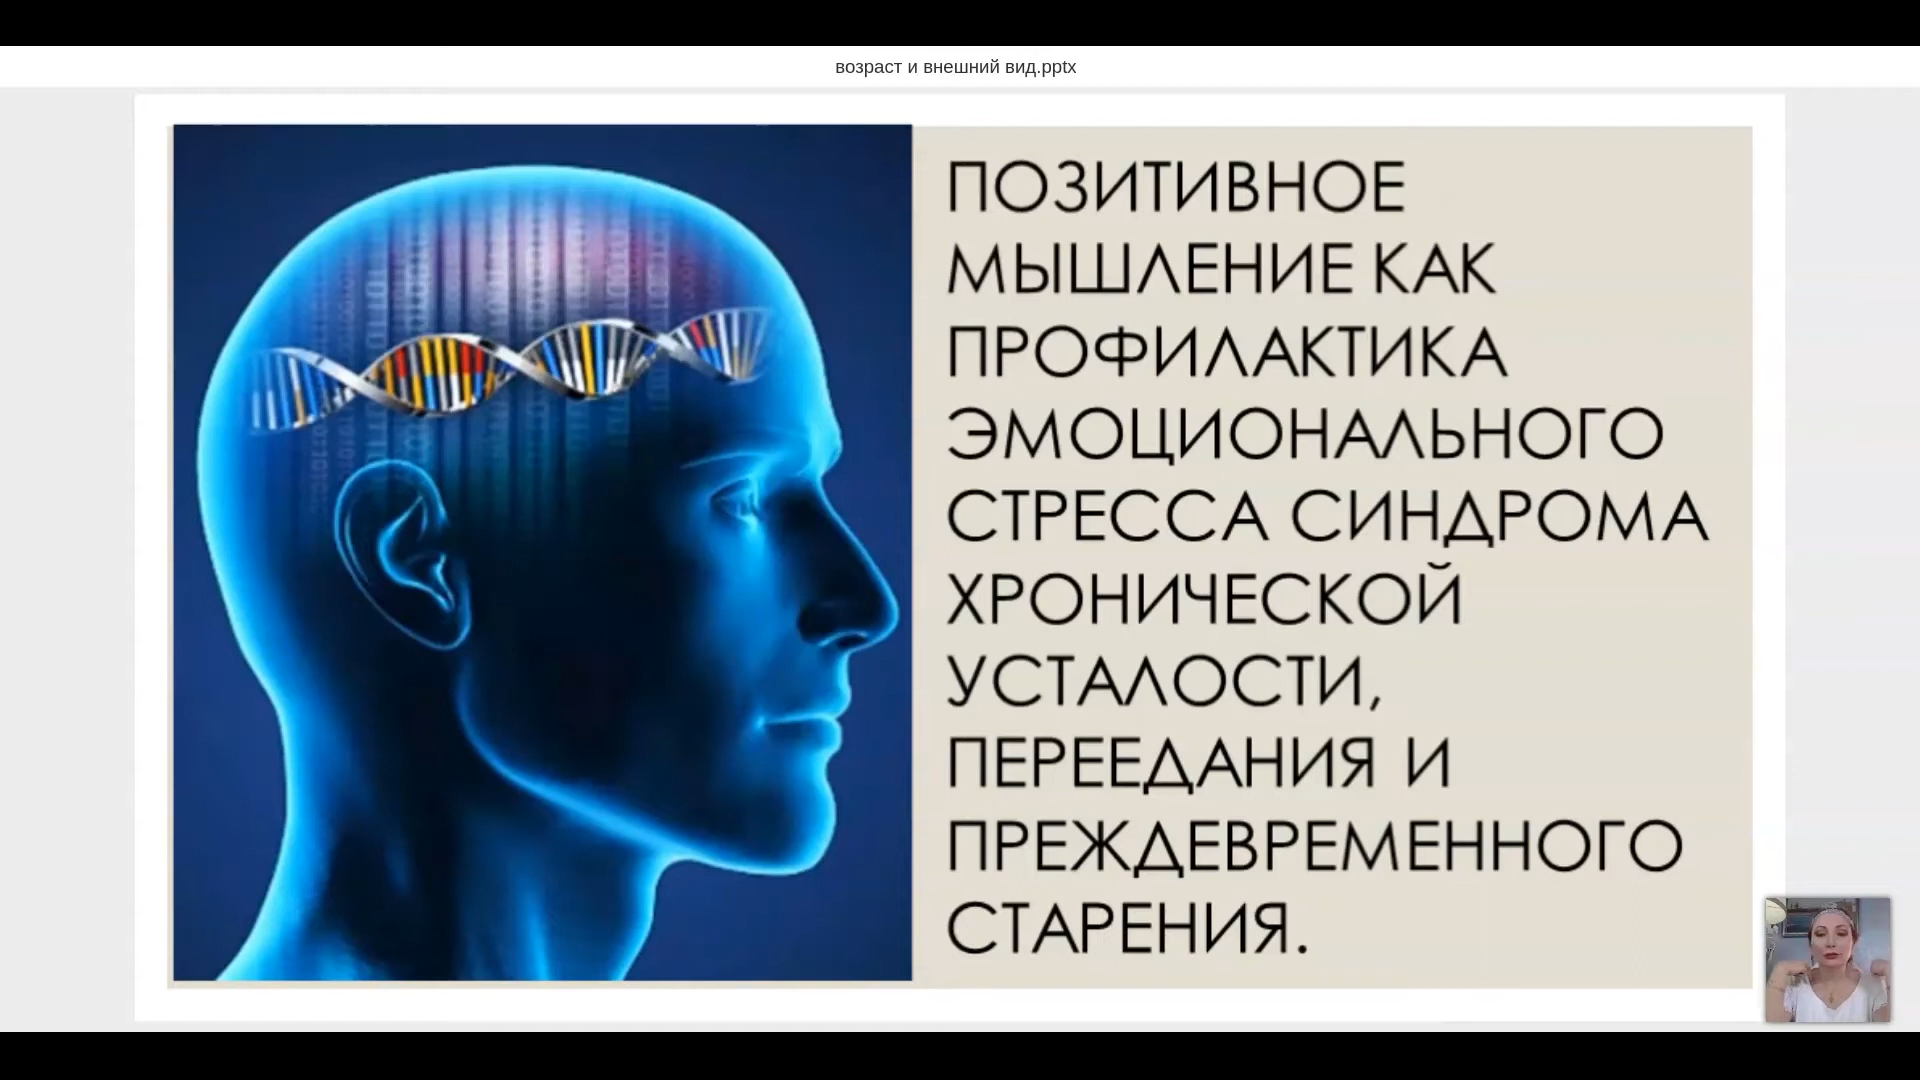 возраст и внешний вид.pptx
ПОЗИТИВНОЕ
МЫШЛЕНИЕ КАК
ПРОФИЛАКТИКА
ЭМОЦИОНАЛЬНОГО
СТРЕССА СИНДРОМА
ХРОНИЧЕСКОЙ
УСТАЛОСТИ,
ПЕРЕЕДАНИЯ И
ПРЕЖДЕВРЕМЕННОГО
СТАРЕНИЯ.